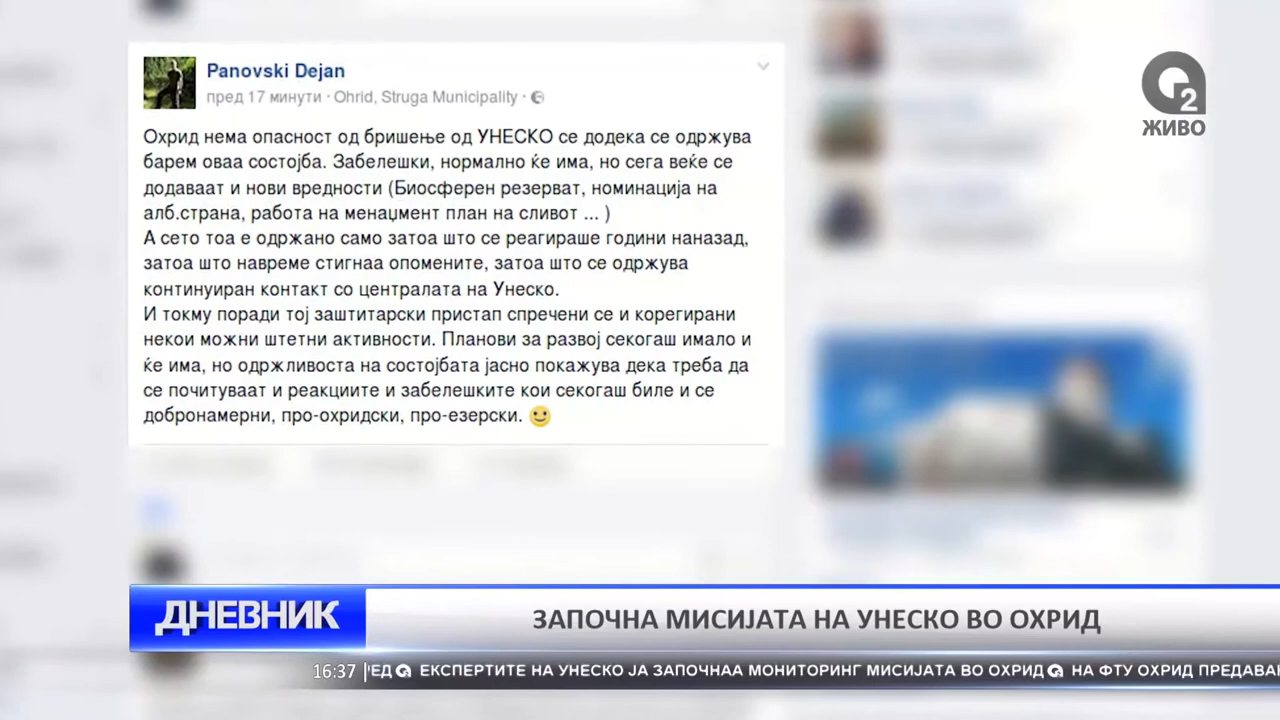 Panovski Dejan
пред 17 минути · Ohrid, Struga Municipality ·
Охрид нема опасност од бришење од УНЕСКО се додека се одржува
барем оваа состојба. Забелешки, нормално ќе има, но сега веќе се
додаваат и нови вредности (Биосферен резерват, номинација на
алб.страна, работа на менаџмент план на сливот ... )
А сето тоа е одржано само затоа што се реагираше години наназад,
затоа што навреме стигнаа опомените, затоа што се одржува
континуиран контакт со централата на Унеско.
И токму поради тој заштитарски пристап спречени се и корегирани
некои можни штетни активности. Планови за развој секогаш имало и
ќе има, но одржливоста на состојбата јасно покажува дека треба да
се почитуваат и реакциите и забелешките кои секогаш биле и се
добронамерни, про-охридски, про-езерски. 🙂
2
ЖИВО
ДНЕВНИК
ЗАПОЧНА МИСИЈАТА НА УНЕСКО ВО ОХРИД
16:37 ЕД ЕКСПЕРТИТЕ НА УНЕСКО ЈА ЗАПОЧНАА МОНИТОРИНГ МИСИЈАТА ВО ОХРИД НА ФТУ ОХРИД ПРЕДАВА